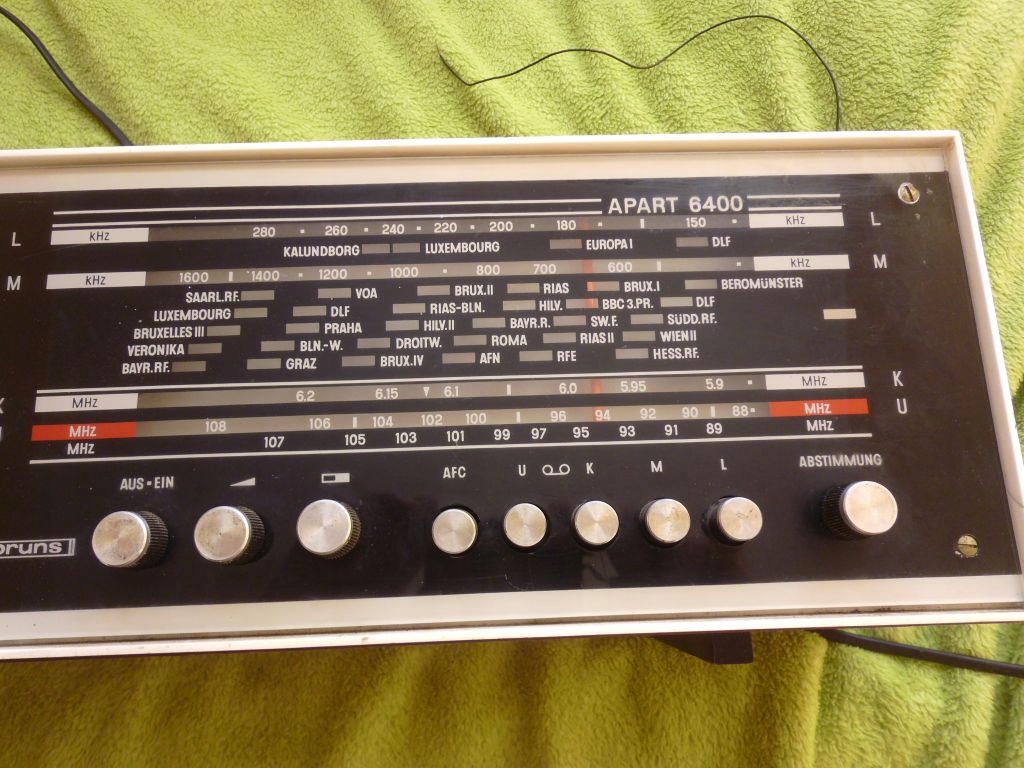 APART 6400
L kHz 280 260 240 220 200 180 150 kHz L
KALUNDBORG LUXEMBOURG EUROPA I DLF
M kHz 1600 1400 1200 1000 800 700 600 kHz M
SAARL.RF. VOA BRUX.II RIAS BRUX.I BEROMÜNSTER
LUXEMBOURG DLF RIAS-BLN. HILV. BBC 3.PR. DLF
BRUXELLES III PRAHA HILV.II BAYR.R. SW.F. SÜDD.RF.
VERONIKA BLN.-W. DROITW. ROMA RIAS II WIEN II
BAYR.RF. GRAZ BRUX.IV AFN RFE HESS.RF.
K MHz 6.2 6.15 6.1 6.0 5.95 5.9 MHz K
MHz 108 106 104 102 100 96 94 92 90 88 MHz U
MHz 107 105 103 101 99 97 95 93 91 89 MHz
AUS-EIN AFC U K M L ABSTIMMUNG
bruns